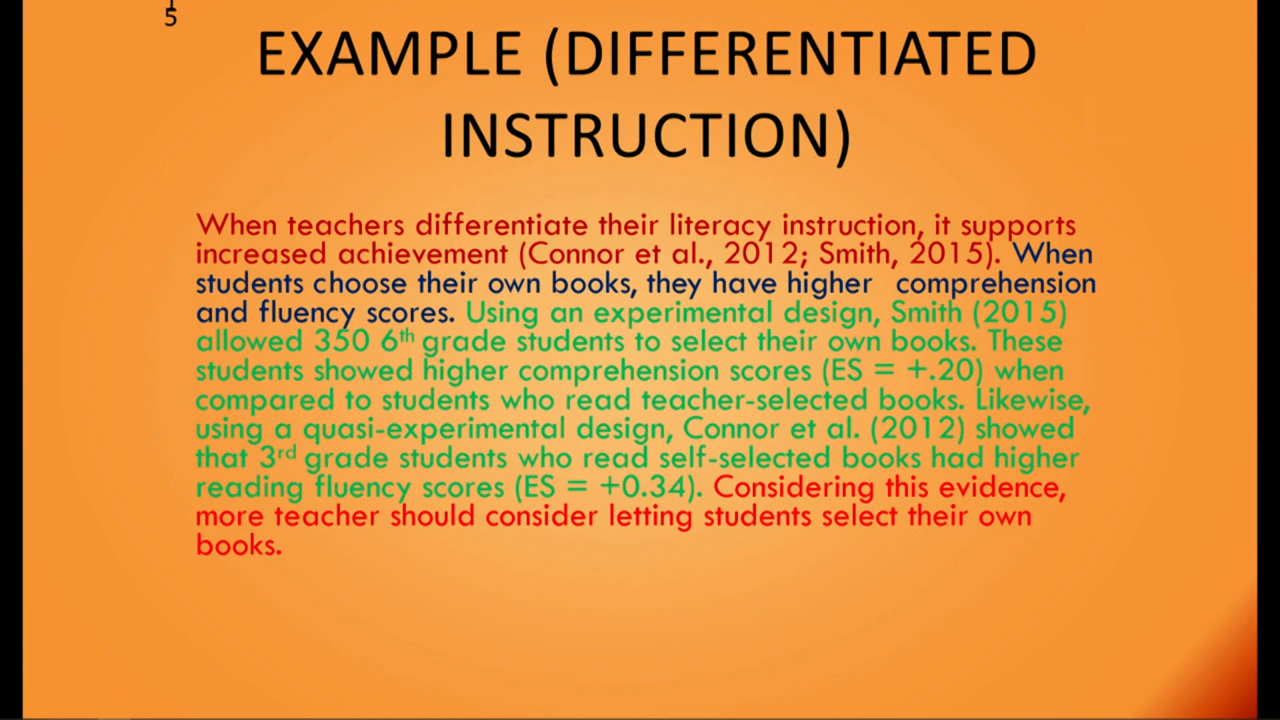 15
EXAMPLE (DIFFERENTIATED
INSTRUCTION)
When teachers differentiate their literacy instruction, it supports
increased achievement (Connor et al., 2012; Smith, 2015). When
students choose their own books, they have higher comprehension
and fluency scores. Using an experimental design, Smith (2015)
allowed 350 6th grade students to select their own books. These
students showed higher comprehension scores (ES = +.20) when
compared to students who read teacher-selected books. Likewise,
using a quasi-experimental design, Connor et al. (2012) showed
that 3rd grade students who read self-selected books had higher
reading fluency scores (ES = +0.34). Considering this evidence,
more teacher should consider letting students select their own
books.